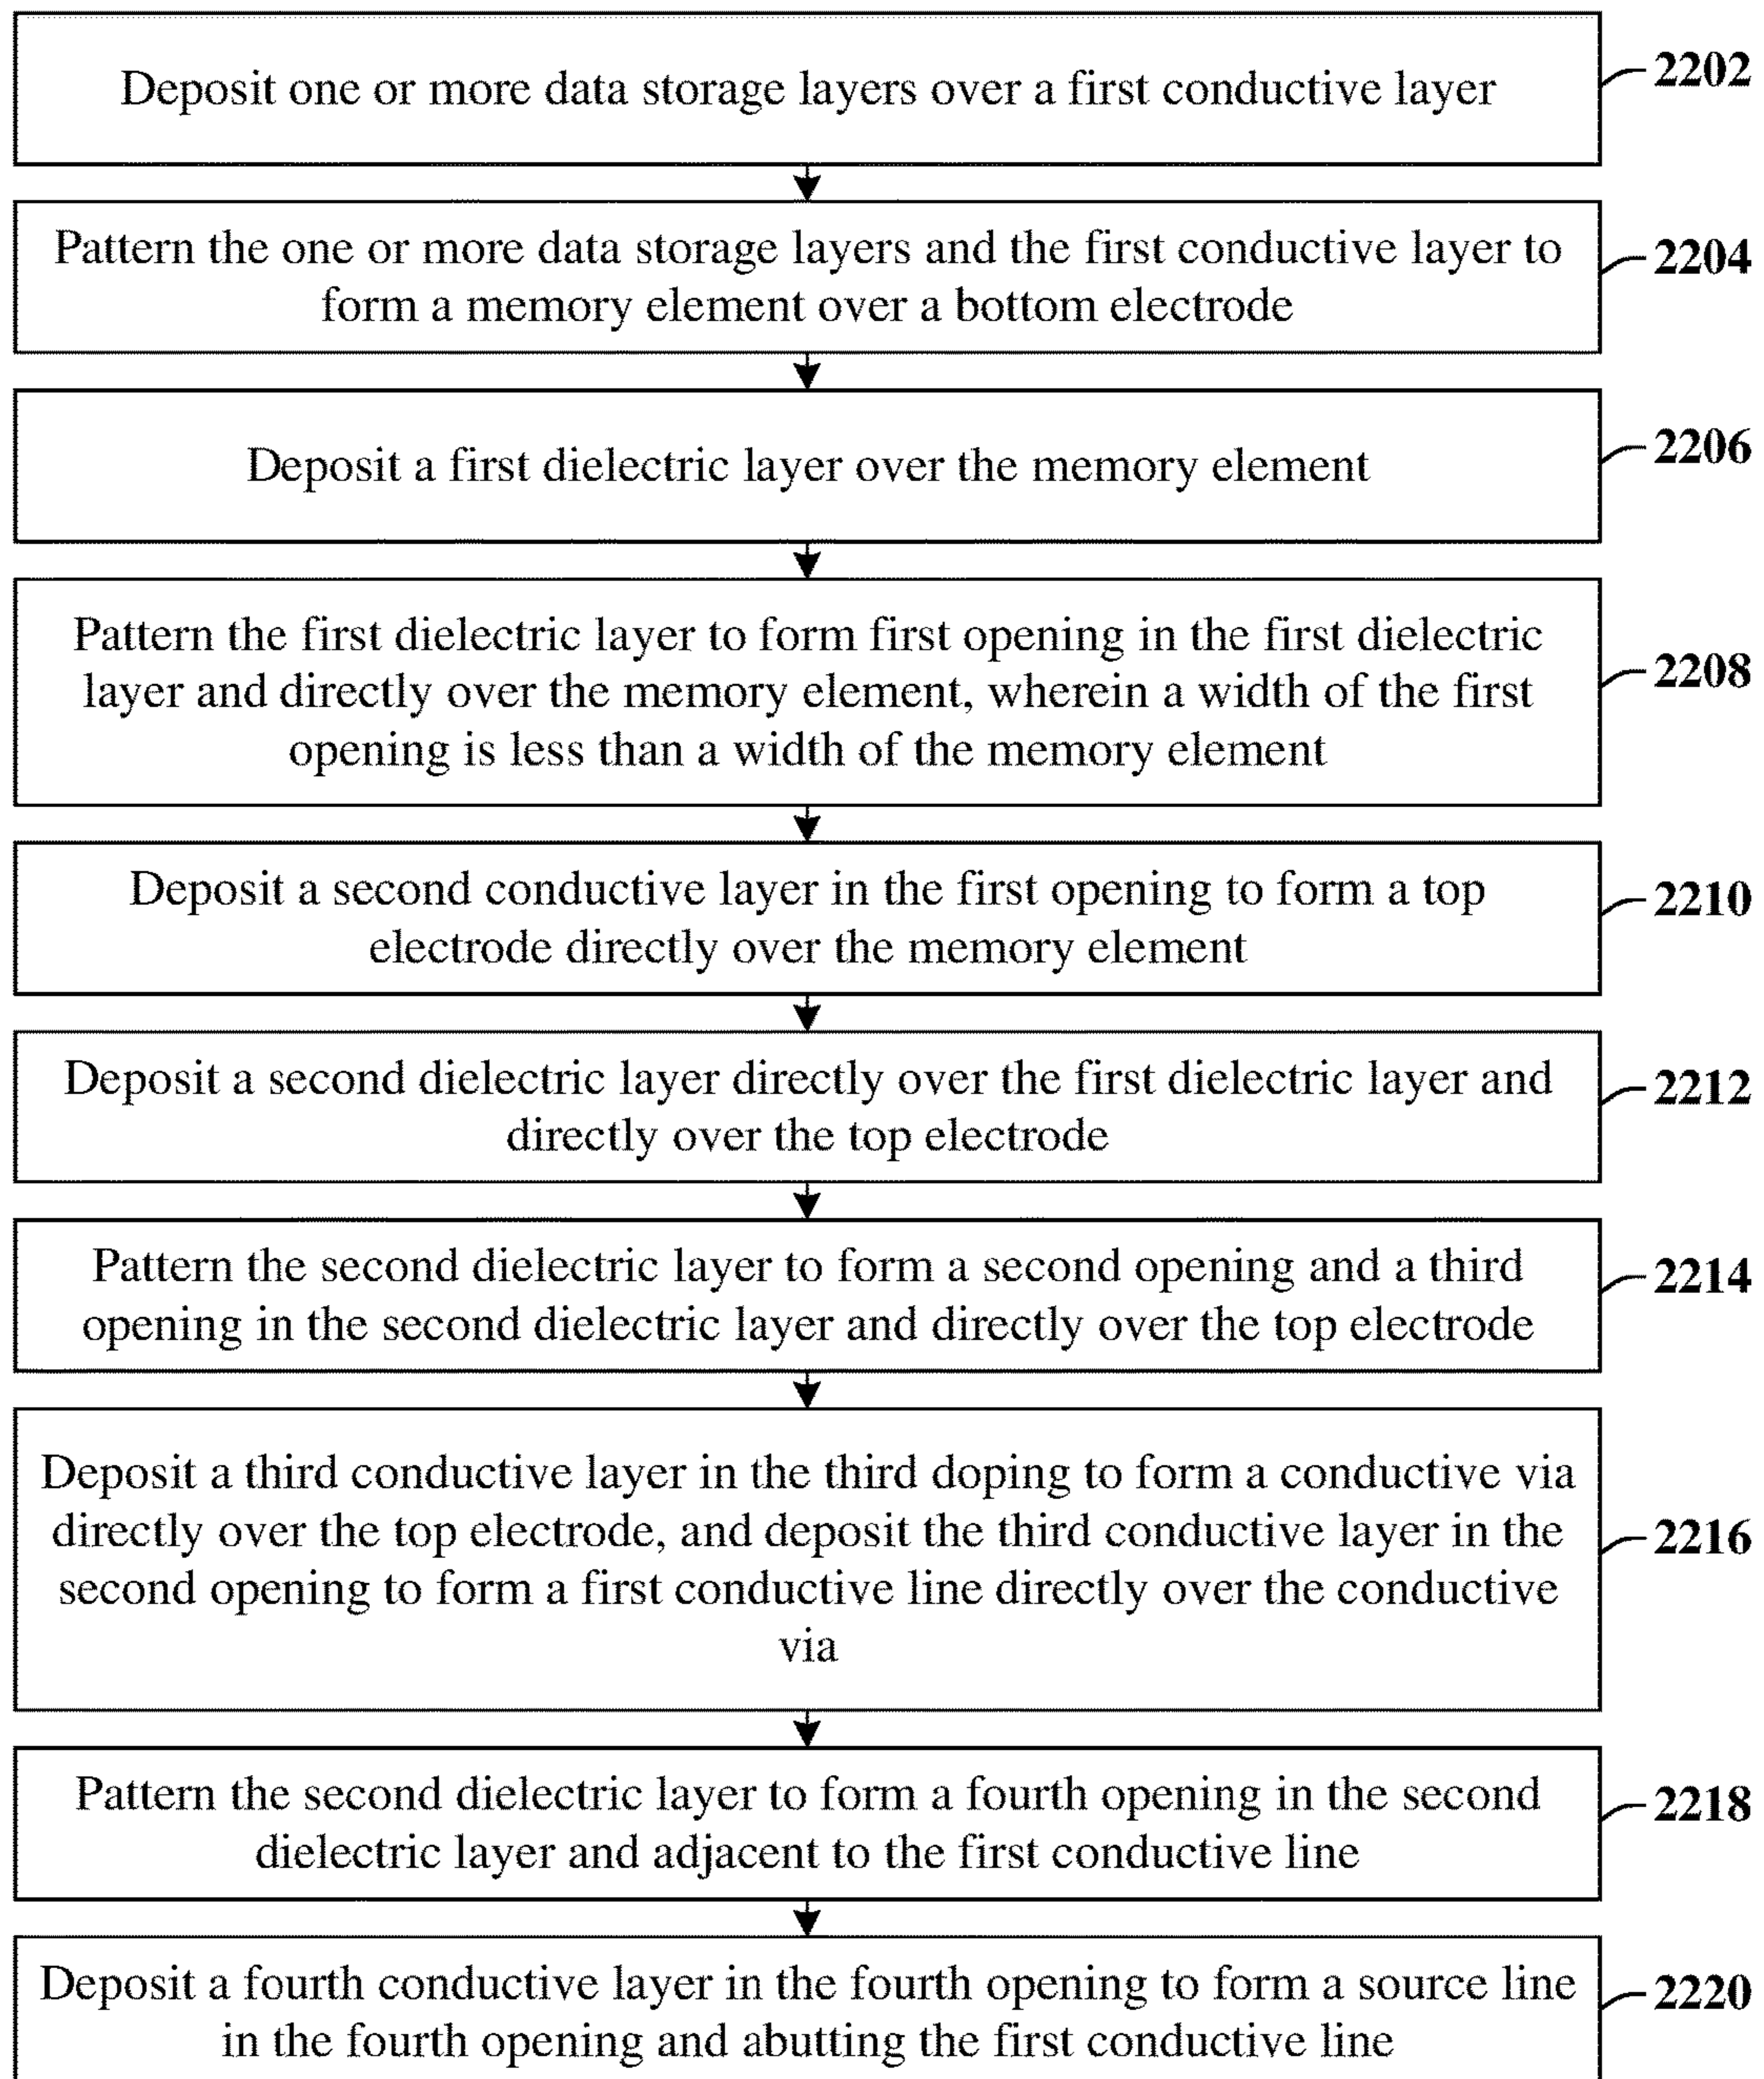 Deposit one or more data storage layers over a first conductive layer
2202
Pattern the one or more data storage layers and the first conductive layer to
form a memory element over a bottom electrode
2204
Deposit a first dielectric layer over the memory element
2206
Pattern the first dielectric layer to form first opening in the first dielectric
layer and directly over the memory element, wherein a width of the first
opening is less than a width of the memory element
2208
Deposit a second conductive layer in the first opening to form a top
electrode directly over the memory element
2210
Deposit a second dielectric layer directly over the first dielectric layer and
directly over the top electrode
2212
Pattern the second dielectric layer to form a second opening and a third
opening in the second dielectric layer and directly over the top electrode
2214
Deposit a third conductive layer in the third doping to form a conductive via
directly over the top electrode, and deposit the third conductive layer in the
second opening to form a first conductive line directly over the conductive
via
2216
Pattern the second dielectric layer to form a fourth opening in the second
dielectric layer and adjacent to the first conductive line
2218
Deposit a fourth conductive layer in the fourth opening to form a source line
in the fourth opening and abutting the first conductive line
2220